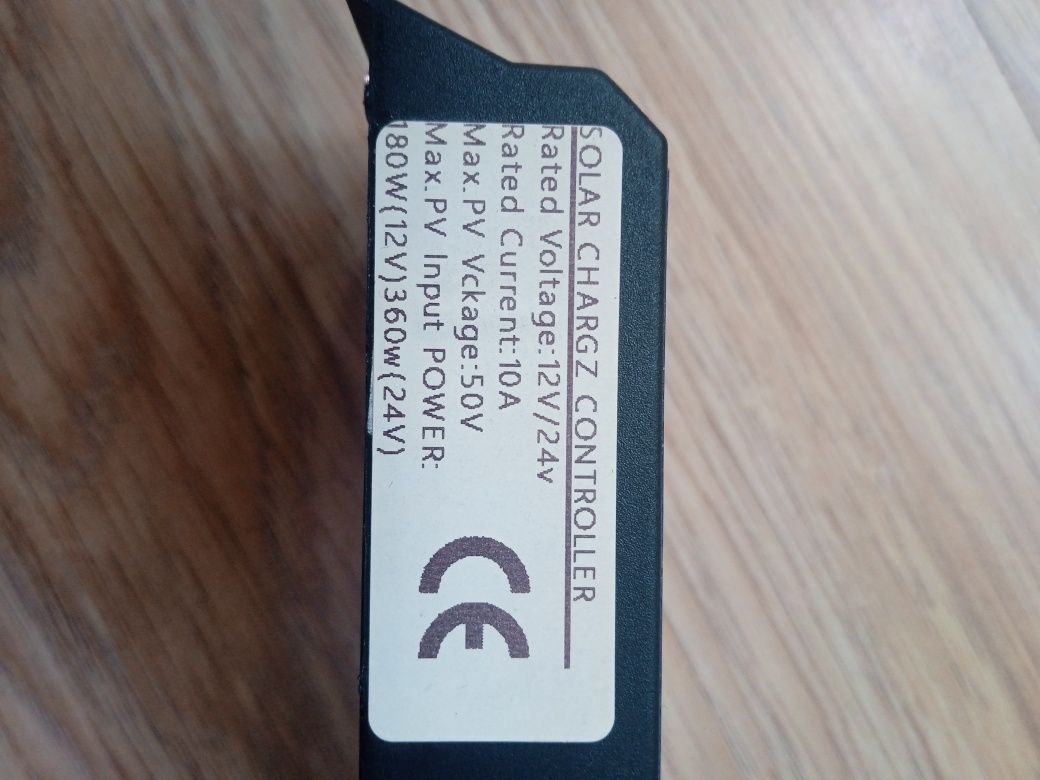 SOLAR CHARGZ CONTROLLER
Rated Voltage:12V/24v
Rated Current:10A
Max.PV Vckage:50V
Max.PV Input POWER:
180W(12V)360w(24V)
CE